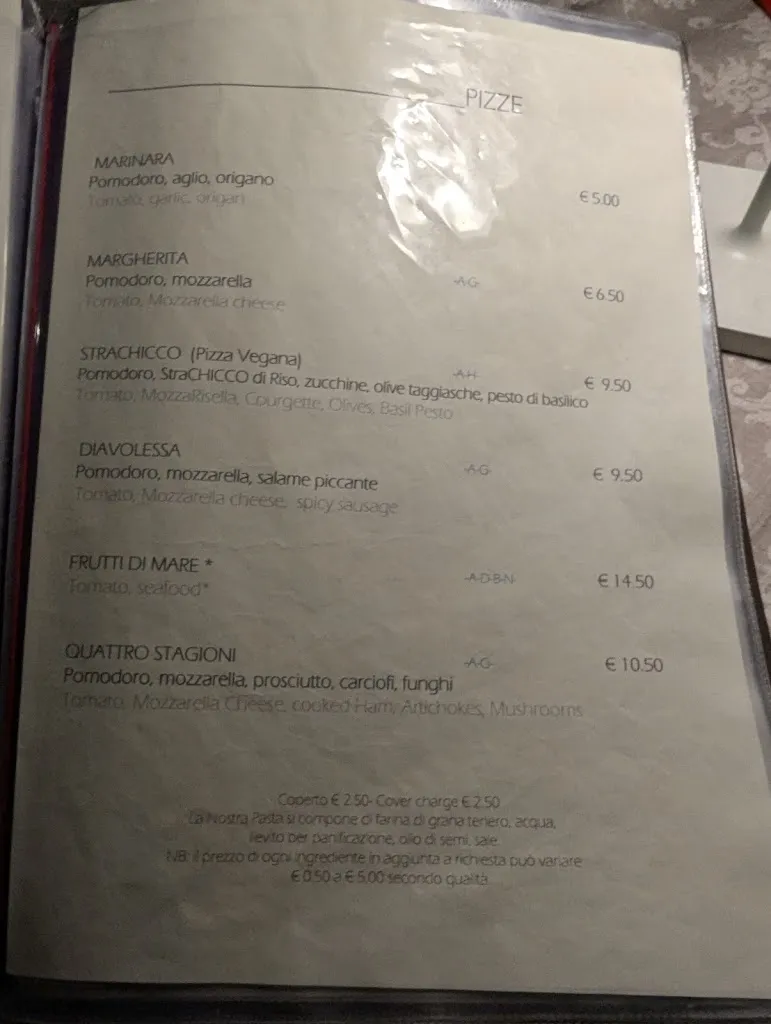 PIZZE
MARINARA
Pomodoro, aglio, origano
Tomato, garlic, origan
€ 5.00
MARGHERITA
Pomodoro, mozzarella
-A-G-
€ 6.50
Tomato, Mozzarella cheese
STRACHICCO (Pizza Vegana)
-A-H-
€ 9.50
Pomodoro, StraCHICCO di Riso, zucchine, olive taggiasche, pesto di basilico
Tomato, MozzaRisella, Courgette, Olives, Basil Pesto
DIAVOLESSA
-A-G-
€ 9.50
Pomodoro, mozzarella, salame piccante
Tomato, Mozzarella cheese, spicy sausage
FRUTTI DI MARE *
-A-D-B-N-
€ 14.50
Tomato, seafood*
QUATTRO STAGIONI
-A-G-
€ 10.50
Pomodoro, mozzarella, prosciutto, carciofi, funghi
Tomato, Mozzarella Cheese, cooked Ham, Artichokes, Mushrooms
Coperto € 2.50- Cover charge € 2.50
La Nostra Pasta si compone di farina di grano tenero, acqua,
lievito per panificazione, olio di semi, sale.
NB: il prezzo di ogni ingrediente in aggiunta a richiesta può variare
€ 0.50 a € 5,00 secondo qualità